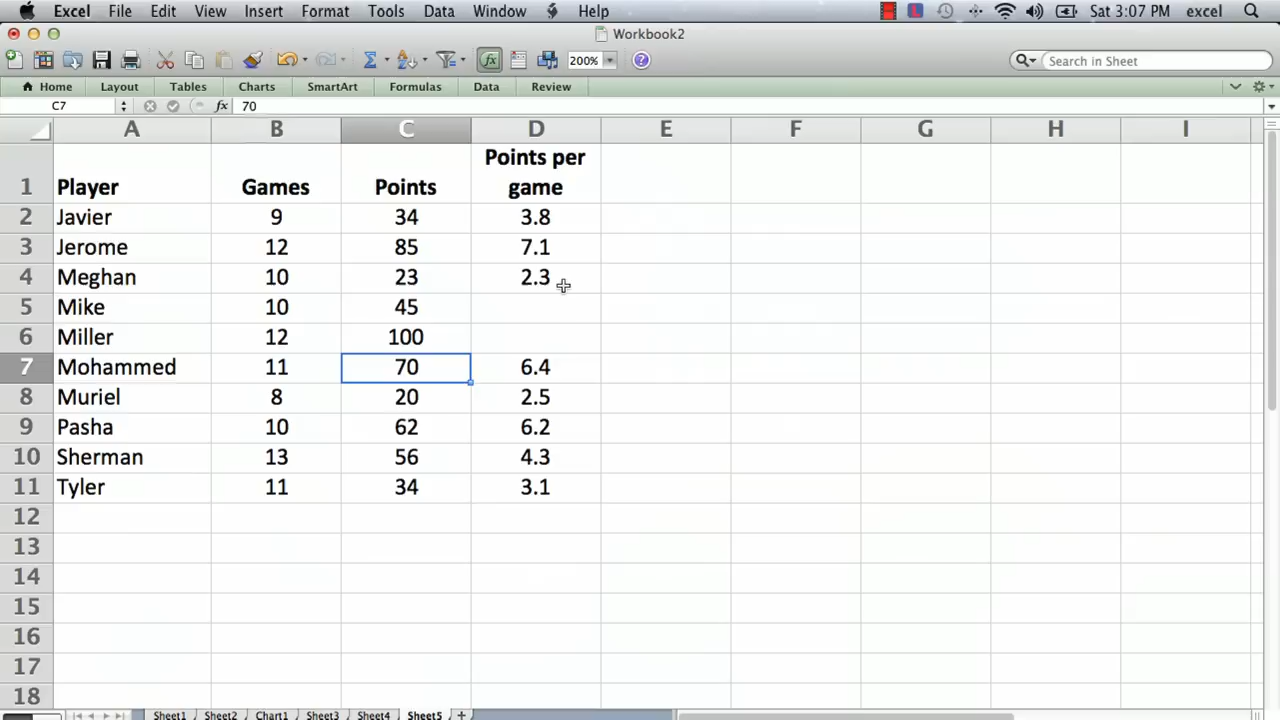 Excel File Edit View Insert Format Tools Data Window Help Sat 3:07 PM excel
Workbook2
200% ? Search in Sheet
Home Layout Tables Charts SmartArt Formulas Data Review
C7 fx 70
A B C D E F G H I
Points per
1 Player Games Points game
2 Javier 9 34 3.8
3 Jerome 12 85 7.1
4 Meghan 10 23 2.3
5 Mike 10 45
6 Miller 12 100
7 Mohammed 11 70 6.4
8 Muriel 8 20 2.5
9 Pasha 10 62 6.2
10 Sherman 13 56 4.3
11 Tyler 11 34 3.1
12
13
14
15
16
17
18
Sheet1 Sheet2 Chart1 Sheet3 Sheet4 Sheet5 +